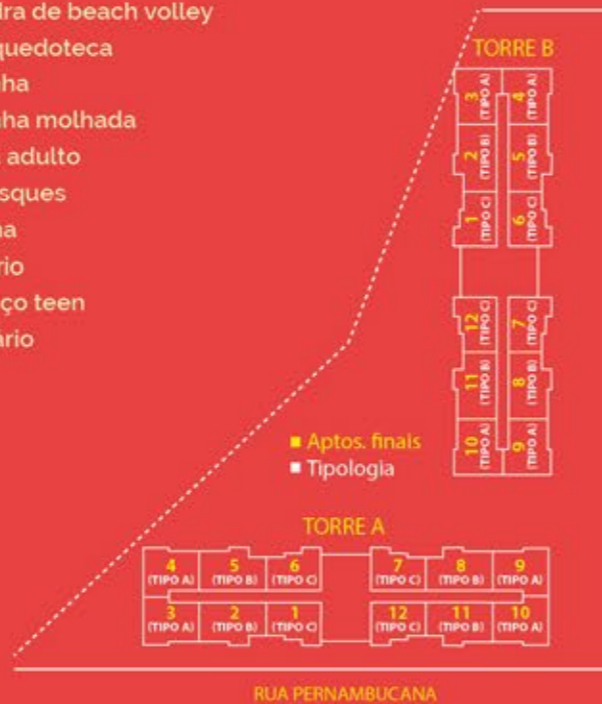 dra de beach volley
quedoteca
ha
ha molhada
adulto
sques
na
rio
ço teen
ário
TORRE B
3 (TIPO A)
4 (TIPO A)
2 (TIPO B)
5 (TIPO B)
1 (TIPO C)
6 (TIPO C)
12 (TIPO C)
7 (TIPO C)
11 (TIPO B)
8 (TIPO B)
10 (TIPO A)
9 (TIPO A)
Aptos. finais
Tipologia
TORRE A
4 5 6 7 8 9
(TIPO A) (TIPO B) (TIPO C) (TIPO C) (TIPO B) (TIPO A)
3 2 1 12 11 10
(TIPO A) (TIPO B) (TIPO C) (TIPO C) (TIPO B) (TIPO A)
RUA PERNAMBUCANA